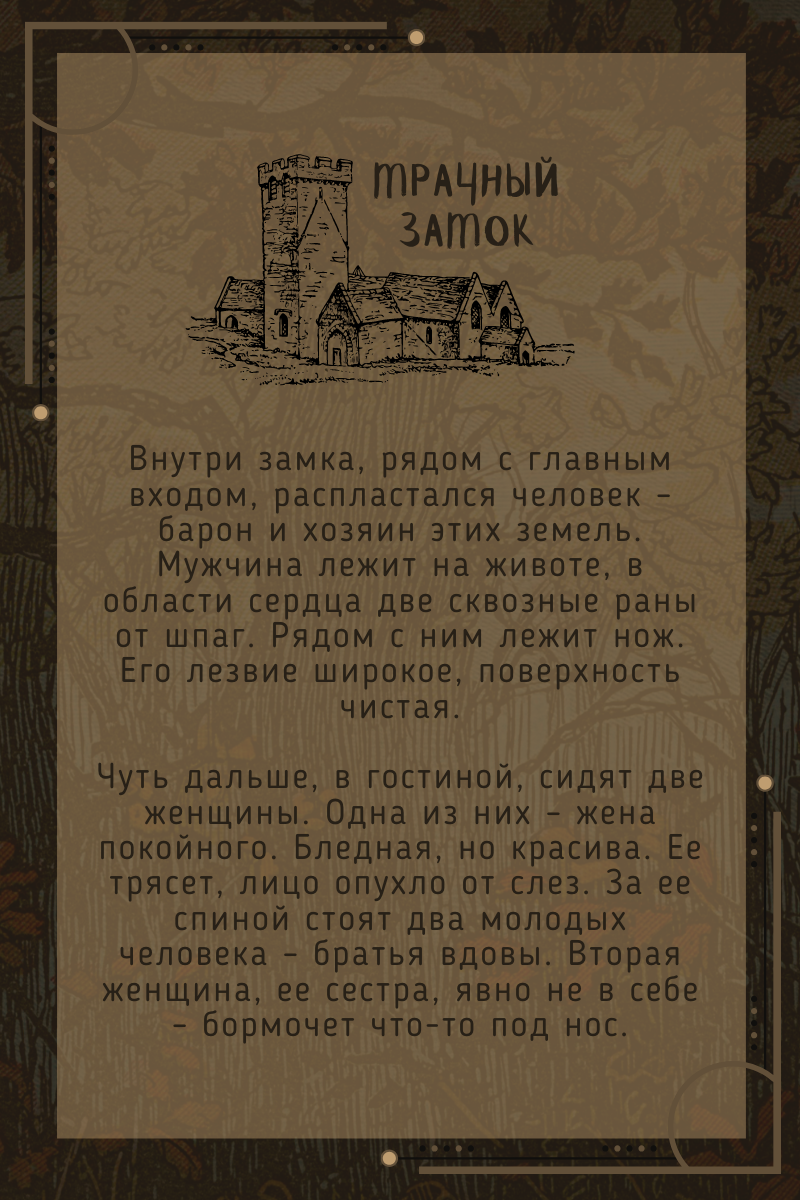 ТРАЧНЫЙ
ЗАТОК
Внутри замка, рядом с главным
входом, распластался человек –
барон и хозяин этих земель.
Мужчина лежит на животе, в
области сердца две сквозные раны
от шпаг. Рядом с ним лежит нож.
Его лезвие широкое, поверхность
чистая.
Чуть дальше, в гостиной, сидят две
женщины. Одна из них – жена
покойного. Бледная, но красива. Ее
трясет, лицо опухло от слез. За ее
спиной стоят два молодых
человека – братья вдовы. Вторая
женщина, ее сестра, явно не в себе
– бормочет что-то под нос.